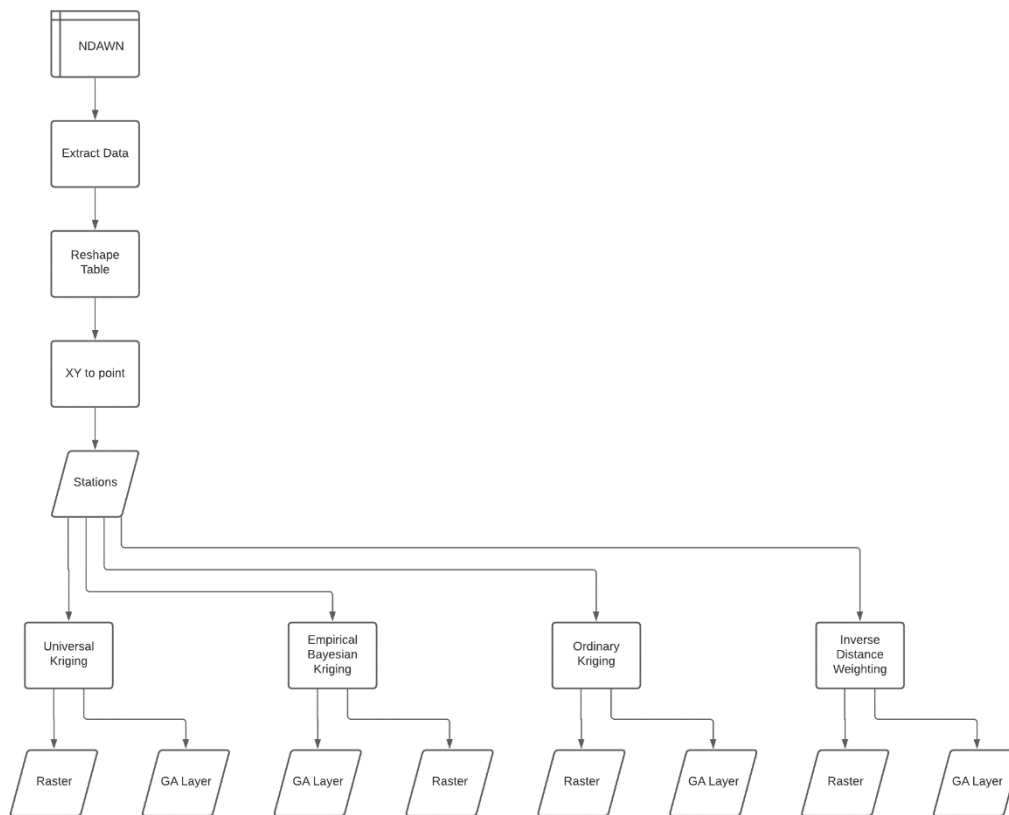 NDAWN
Extract Data
Reshape
Table
XY to point
Stations
Universal
Kriging
Empirical
Bayesian
Kriging
Ordinary
Kriging
Inverse
Distance
Weighting
Raster
GA Layer
GA Layer
Raster
Raster
GA Layer
Raster
GA Layer